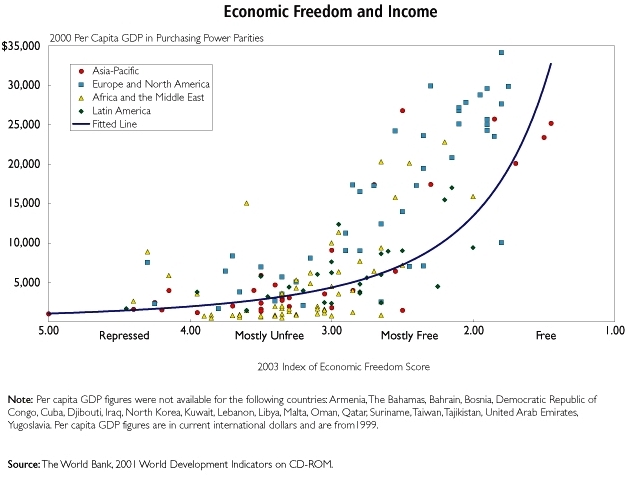 Economic Freedom and Income
2000 Per Capita GDP in Purchasing Power Parities
$35,000
30,000
25,000
20,000
15,000
10,000
5,000
Asia-Pacific
Europe and North America
Africa and the Middle East
Latin America
Fitted Line
5.00 Repressed 4.00 Mostly Unfree 3.00 Mostly Free 2.00 Free 1.00
2003 Index of Economic Freedom Score
Note: Per capita GDP figures were not available for the following countries: Armenia, The Bahamas, Bahrain, Bosnia, Democratic Republic of
Congo, Cuba, Djibouti, Iraq, North Korea, Kuwait, Lebanon, Libya, Malta, Oman, Qatar, Suriname, Taiwan, Tajikistan, United Arab Emirates,
Yugoslavia. Per capita GDP figures are in current international dollars and are from 1999.
Source: The World Bank, 2001 World Development Indicators on CD-ROM.